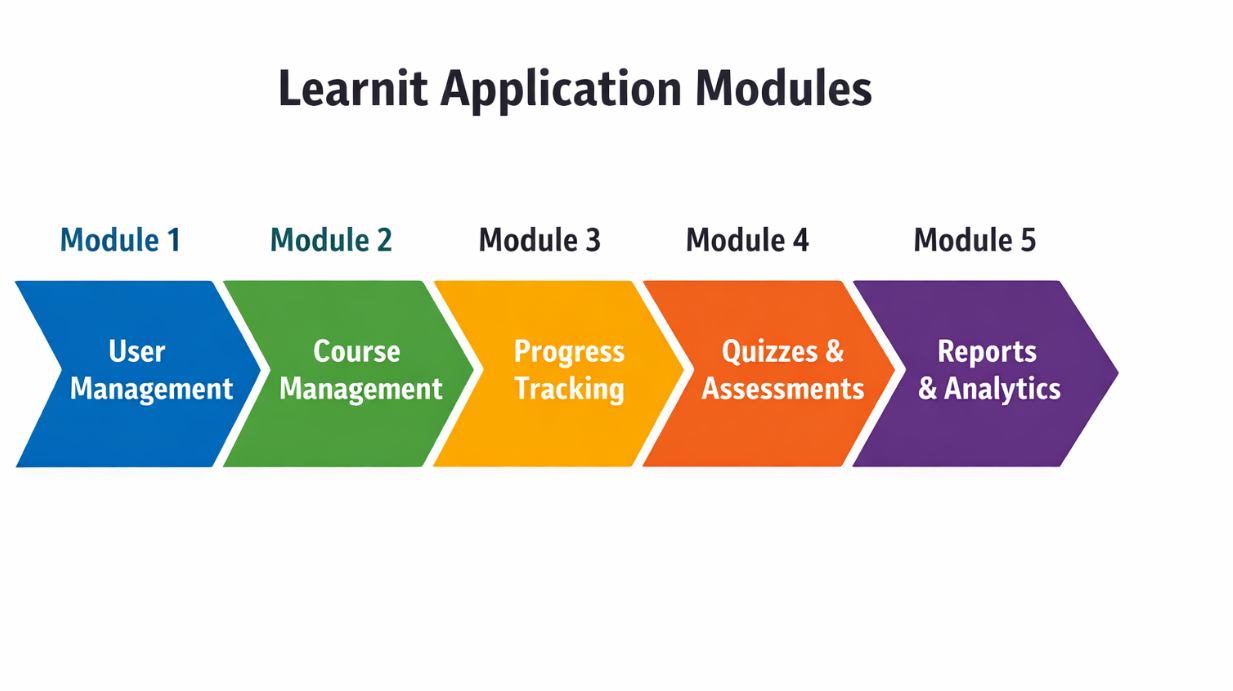 Learnit Application Modules
Module 1
Module 2
Module 3
Module 4
Module 5
User
Management
Course
Management
Progress
Tracking
Quizzes &
Assessments
Reports
& Analytics